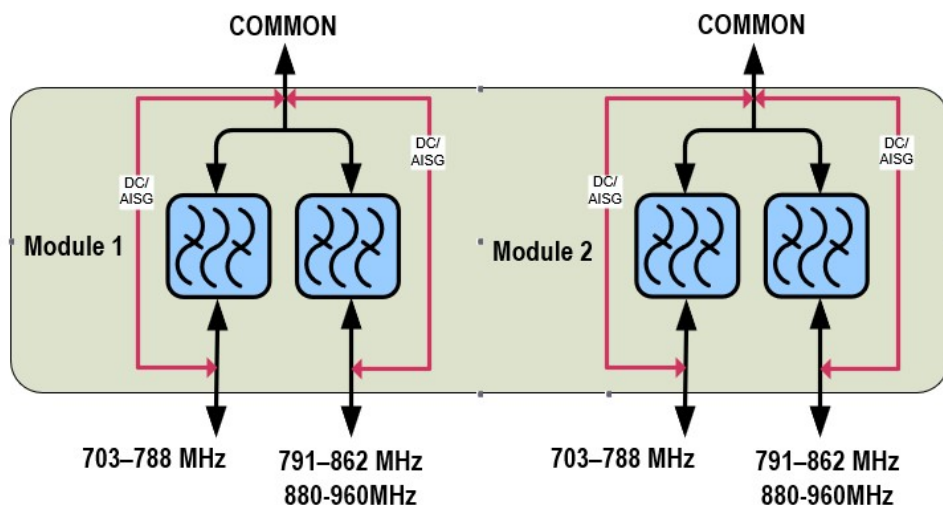 COMMON
COMMON
DC/
AISG
DC/
AISG
DC/
AISG
DC/
AISG
Module 1
Module 2
703–788 MHz
791–862 MHz
880-960MHz
703–788 MHz
791–862 MHz
880-960MHz